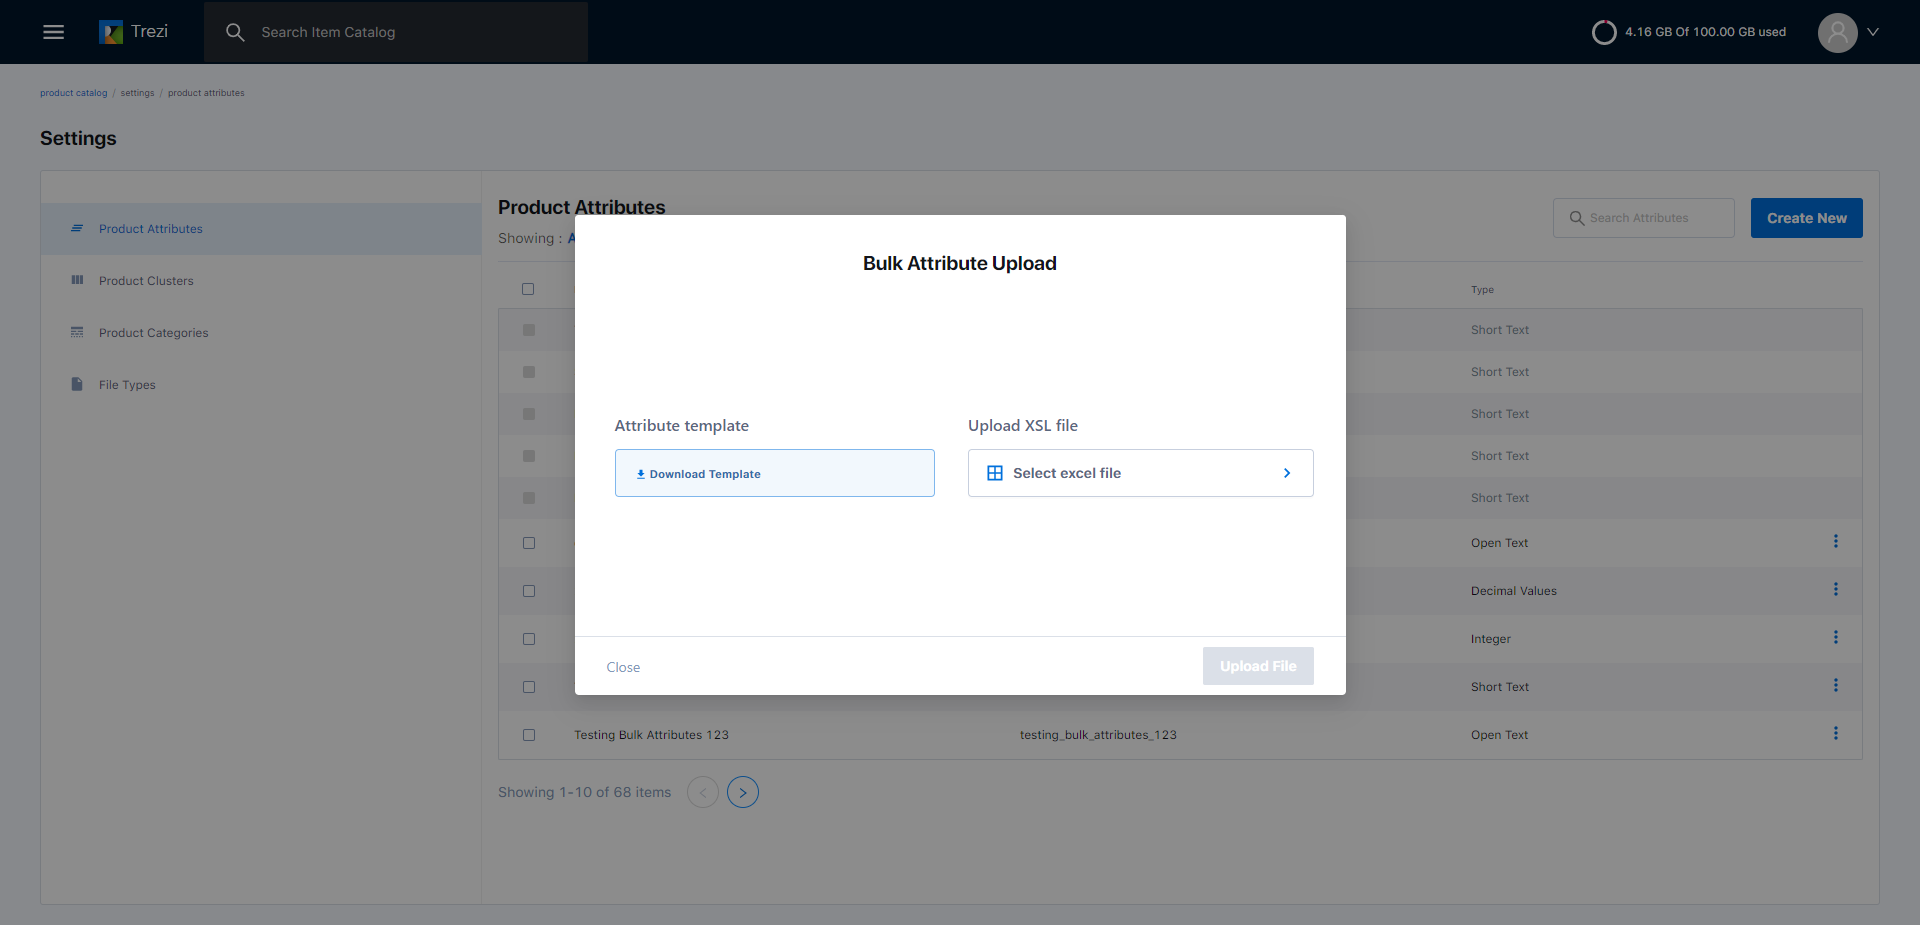 Trezi
Search Item Catalog
4.16 GB Of 100.00 GB used
product catalog / settings / product attributes
Settings
Product Attributes
Product Clusters
Product Categories
File Types
Product Attributes
Showing :
Search Attributes
Create New
Type
Short Text
Short Text
Short Text
Short Text
Short Text
Open Text
Decimal Values
Integer
Short Text
Testing Bulk Attributes 123 testing_bulk_attributes_123 Open Text
Showing 1-10 of 68 items
Bulk Attribute Upload
Attribute template
Download Template
Upload XSL file
Select excel file
Close
Upload File